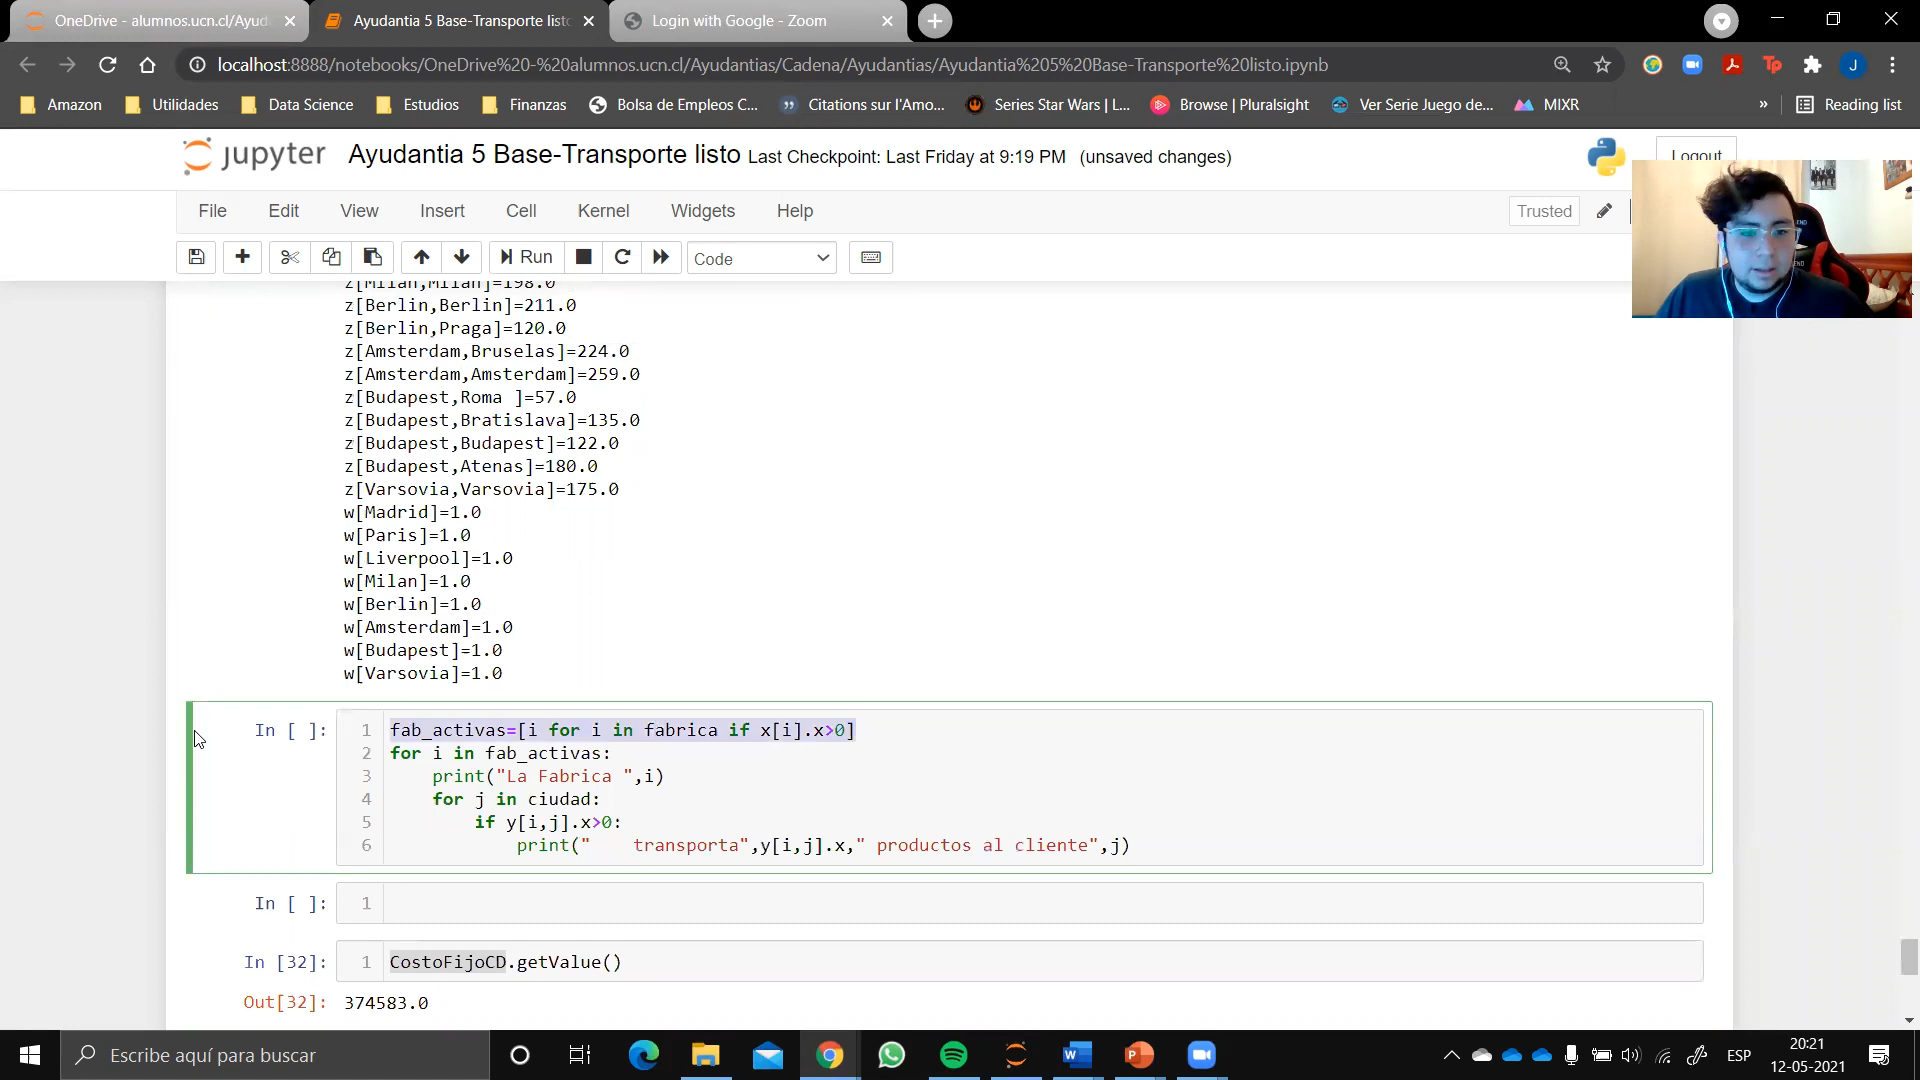 OneDrive - alumnos.ucn.cl/Ayud
Ayudantia 5 Base-Transporte listo
Login with Google - Zoom
localhost:8888/notebooks/OneDrive%20-%20alumnos.ucn.cl/Ayudantias/Cadena/Ayudantias/Ayudantia%205%20Base-Transporte%20listo.ipynb
Amazon
Utilidades
Data Science
Estudios
Finanzas
Bolsa de Empleos C...
Citations sur l'Amo...
Series Star Wars | L...
Browse | Pluralsight
Ver Serie Juego de...
MIXR
»
Reading list
jupyter
Ayudantia 5 Base-Transporte listo Last Checkpoint: Last Friday at 9:19 PM (unsaved changes)
Logout
File Edit View Insert Cell Kernel Widgets Help
Trusted
Run
Code
z[Milan,Milan]=198.0
z[Berlin,Berlin]=211.0
z[Berlin,Praga]=120.0
z[Amsterdam,Bruselas]=224.0
z[Amsterdam,Amsterdam]=259.0
z[Budapest,Roma ]=57.0
z[Budapest,Bratislava]=135.0
z[Budapest,Budapest]=122.0
z[Budapest,Atenas]=180.0
z[Varsovia,Varsovia]=175.0
w[Madrid]=1.0
w[Paris]=1.0
w[Liverpool]=1.0
w[Milan]=1.0
w[Berlin]=1.0
w[Amsterdam]=1.0
w[Budapest]=1.0
w[Varsovia]=1.0
In [ ]: 1 fab_activas=[i for i in fabrica if x[i].x>0]
2 for i in fab_activas:
3     print("La Fabrica ",i)
4     for j in ciudad:
5         if y[i,j].x>0:
6             print("    transporta",y[i,j].x," productos al cliente",j)
In [ ]: 1
In [32]: 1 CostoFijoCD.getValue()
Out[32]: 374583.0
Escribe aquí para buscar
ESP
20:21
12-05-2021